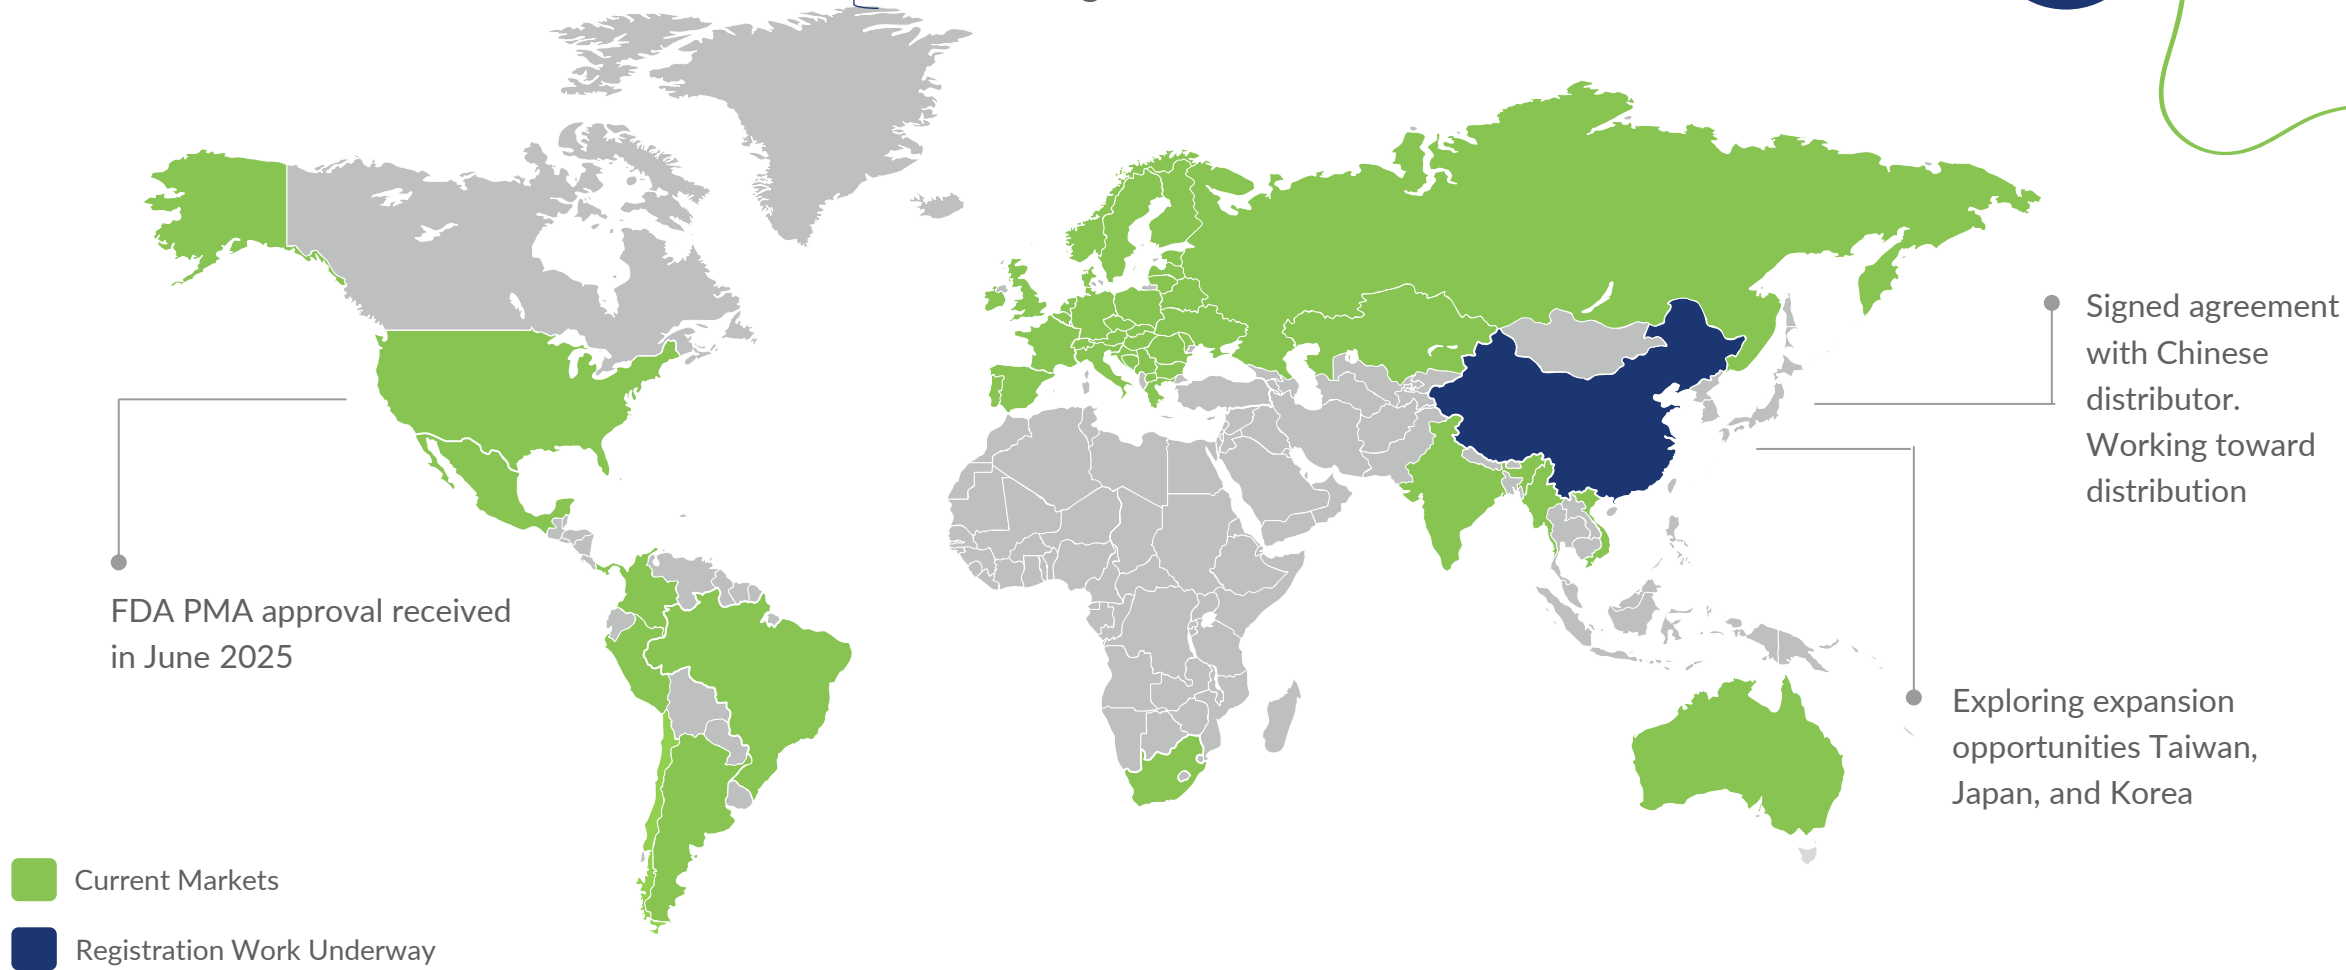 Signed agreement
with Chinese
distributor.
Working toward
distribution
FDA PMA approval received
in June 2025
Exploring expansion
opportunities Taiwan,
Japan, and Korea
Current Markets
Registration Work Underway